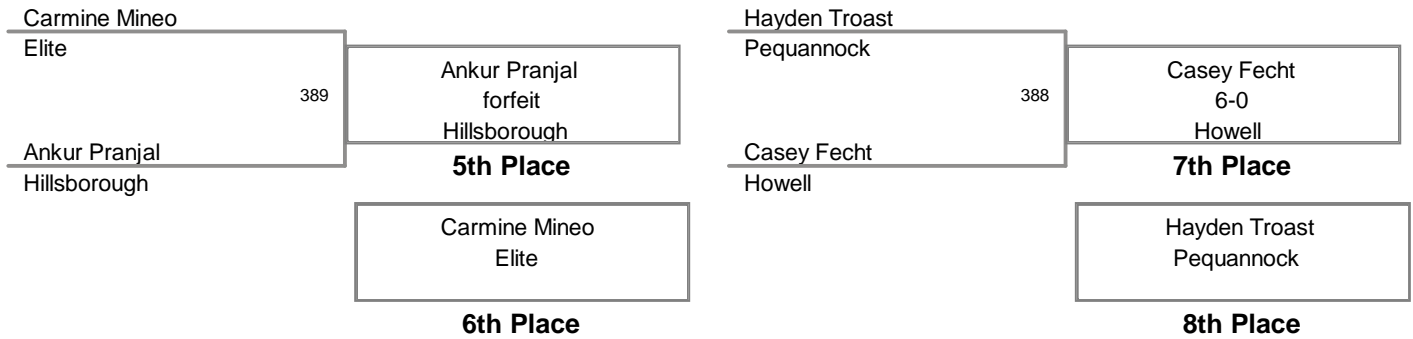 Carmine Mineo
Elite
389
Ankur Pranjal
Hillsborough
Ankur Pranjal
forfeit
Hillsborough
5th Place
Carmine Mineo
Elite
6th Place
Hayden Troast
Pequannock
388
Casey Fecht
Howell
Casey Fecht
6-0
Howell
7th Place
Hayden Troast
Pequannock
8th Place